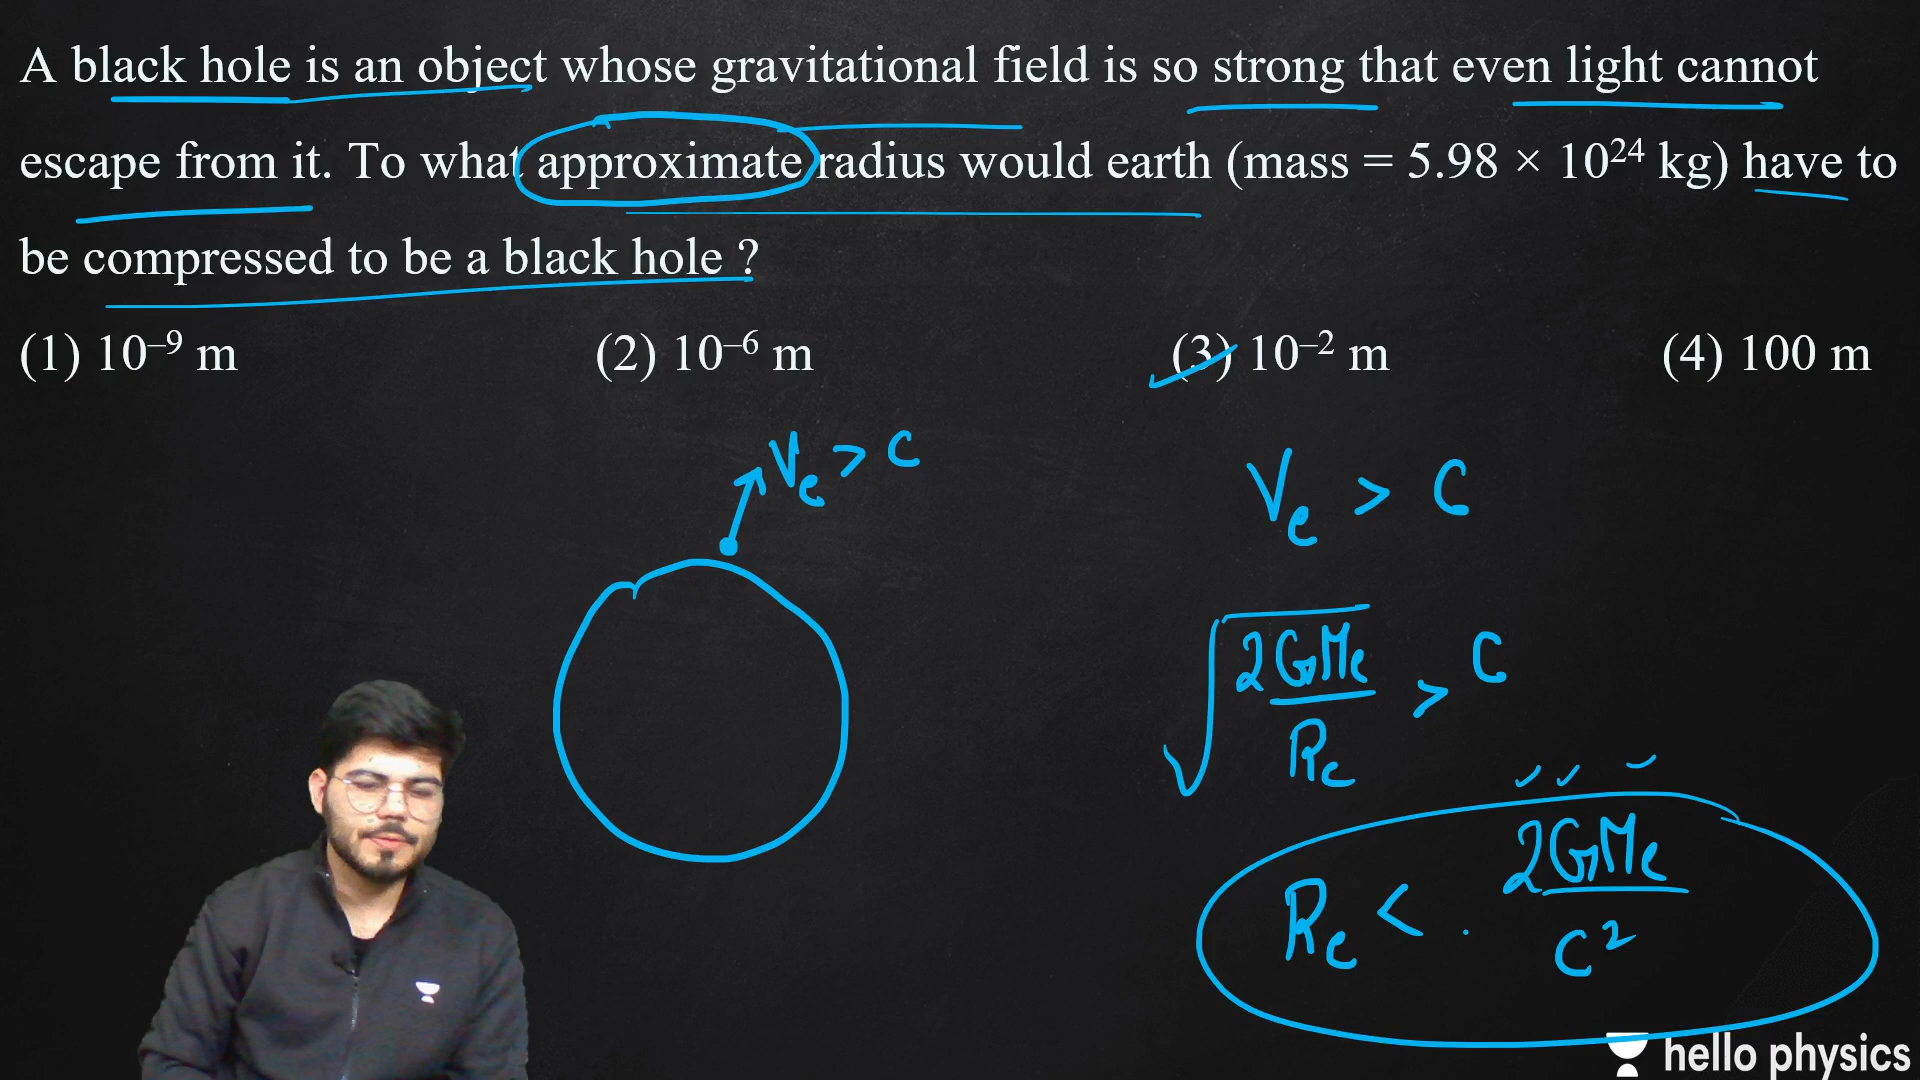 A black hole is an object whose gravitational field is so strong that even light cannot
escape from it. To what approximate radius would earth (mass = 5.98 × 10²⁴ kg) have to
be compressed to be a black hole ?
(1) 10⁻⁹ m (2) 10⁻⁶ m (3) 10⁻² m (4) 100 m
Ve > C
Ve > C
√(2GMe/Re) > C
Re < 2GMe/C²
hello physics